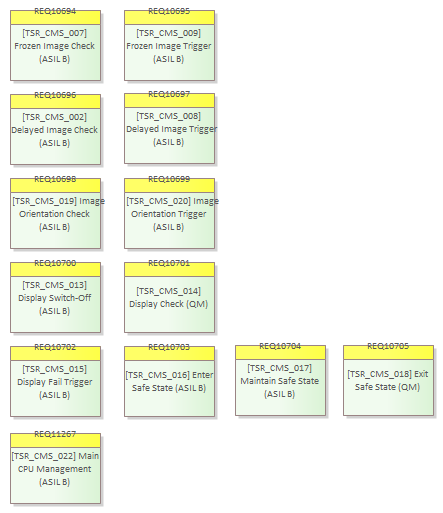 REQ10694
[TSR_CMS_007]
Frozen Image Check
(ASIL B)
REQ10695
[TSR_CMS_009]
Frozen Image Trigger
(ASIL B)
REQ10696
[TSR_CMS_002]
Delayed Image Check
(ASIL B)
REQ10697
[TSR_CMS_008]
Delayed Image Trigger
(ASIL B)
REQ10698
[TSR_CMS_019] Image
Orientation Check
(ASIL B)
REQ10699
[TSR_CMS_020] Image
Orientation Trigger
(ASIL B)
REQ10700
[TSR_CMS_013]
Display Switch-Off
(ASIL B)
REQ10701
[TSR_CMS_014]
Display Check (QM)
REQ10702
[TSR_CMS_015]
Display Fail Trigger
(ASIL B)
REQ10703
[TSR_CMS_016] Enter
Safe State (ASIL B)
REQ10704
[TSR_CMS_017]
Maintain Safe State
(ASIL B)
REQ10705
[TSR_CMS_018] Exit
Safe State (QM)
REQ11267
[TSR_CMS_022] Main
CPU Management
(ASIL B)